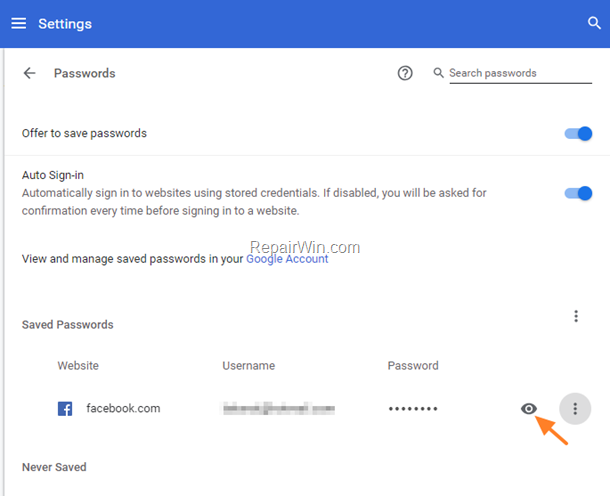 Settings
Passwords
Search passwords
Offer to save passwords
Auto Sign-in
Automatically sign in to websites using stored credentials. If disabled, you will be asked for
confirmation every time before signing in to a website.
RepairWin.com
View and manage saved passwords in your Google Account
Saved Passwords
Website Username Password
facebook.com ••••••••
Never Saved